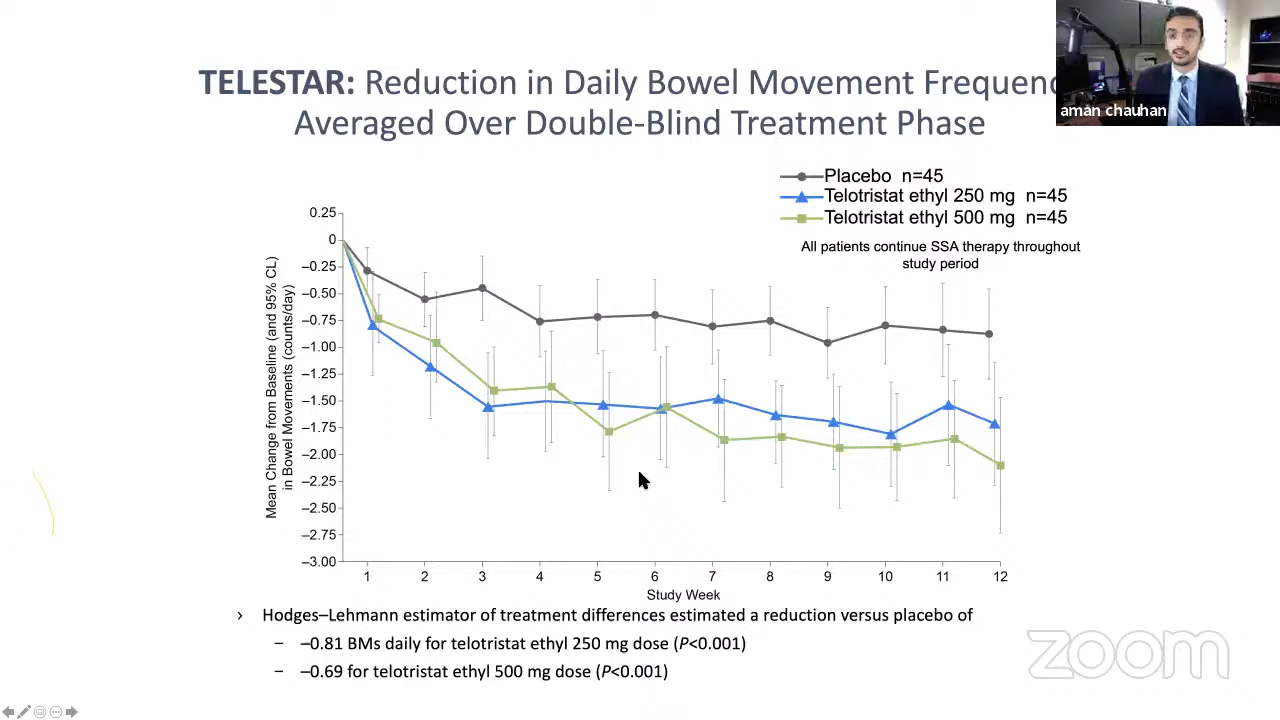 aman chauhan
TELESTAR: Reduction in Daily Bowel Movement Frequenc
Averaged Over Double-Blind Treatment Phase
Placebo n=45
Telotristat ethyl 250 mg n=45
Telotristat ethyl 500 mg n=45
All patients continue SSA therapy throughout
study period
Mean Change from Baseline (and 95% CL)
in Bowel Movements (counts/day)
0.25
0
–0.25
–0.50
–0.75
–1.00
–1.25
–1.50
–1.75
–2.00
–2.25
–2.50
–2.75
–3.00
1 2 3 4 5 6 7 8 9 10 11 12
Study Week
› Hodges–Lehmann estimator of treatment differences estimated a reduction versus placebo of
– –0.81 BMs daily for telotristat ethyl 250 mg dose (P<0.001)
– –0.69 for telotristat ethyl 500 mg dose (P<0.001)
zoom